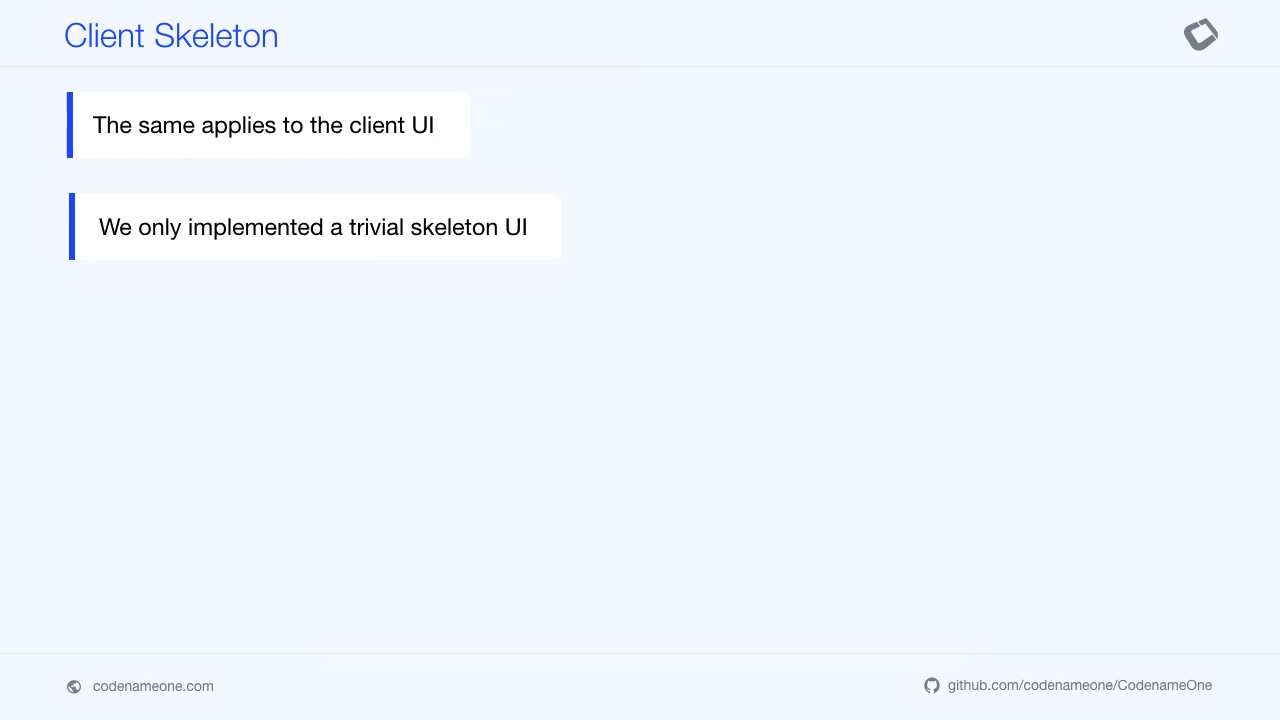 Client Skeleton
The same applies to the client UI
We only implemented a trivial skeleton UI
codenameone.com
github.com/codenameone/CodenameOne